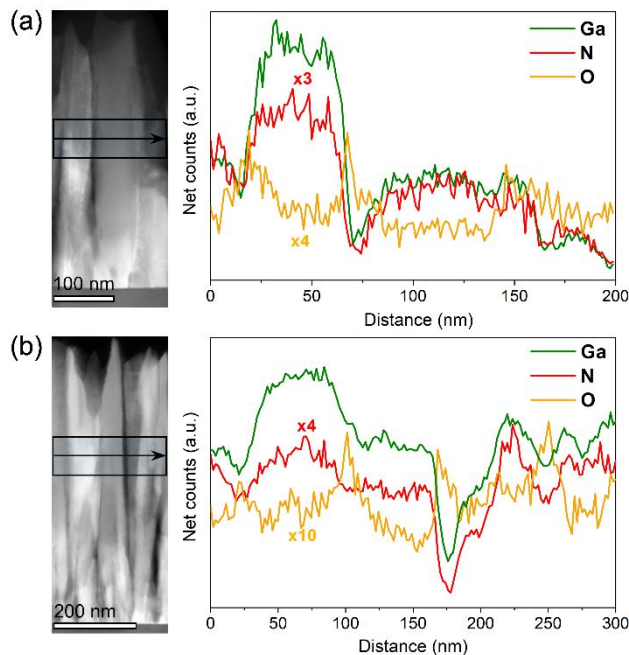 (a)
100 nm
Net counts (a.u.)
Ga
N
O
x3
x4
0 50 100 150 200
Distance (nm)
(b)
200 nm
Net counts (a.u.)
Ga
N
O
x4
x10
0 50 100 150 200 250 300
Distance (nm)